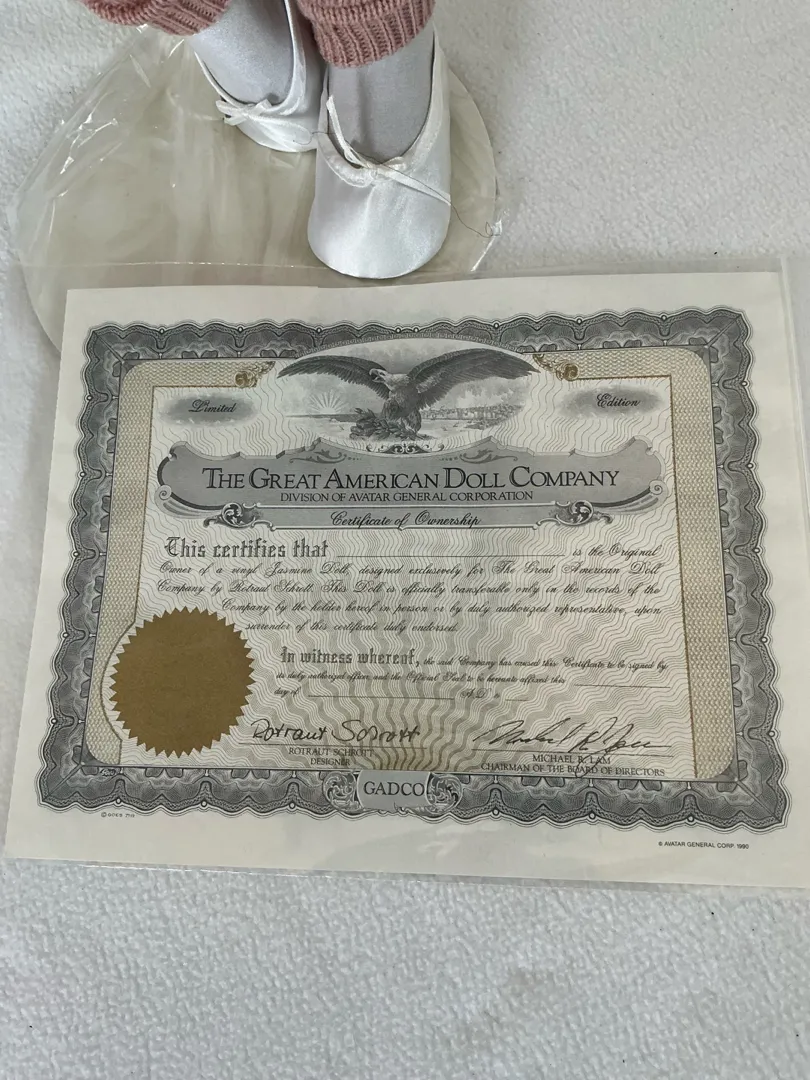 Limited
Edition
THE GREAT AMERICAN DOLL COMPANY
DIVISION OF AVATAR GENERAL CORPORATION
Certificate of Ownership
This certifies that is the Original
Owner of a vinyl Jasmine Doll, designed exclusively for The Great American Doll
Company by Rotraut Schrott. This Doll is officially transferable only in the records of the
Company by the holder hereof in person or by duly authorized representative, upon
surrender of this certificate duly endorsed.
In witness whereof, the said Company has caused this Certificate to be signed by
its duly authorized officer, and the Official Seal to be hereunto affixed this
day of A.D.
Rotraut Schrott
ROTRAUT SCHROTT
DESIGNER
MICHAEL R. LAM
CHAIRMAN OF THE BOARD OF DIRECTORS
GADCO
© AVATAR GENERAL CORP. 1990